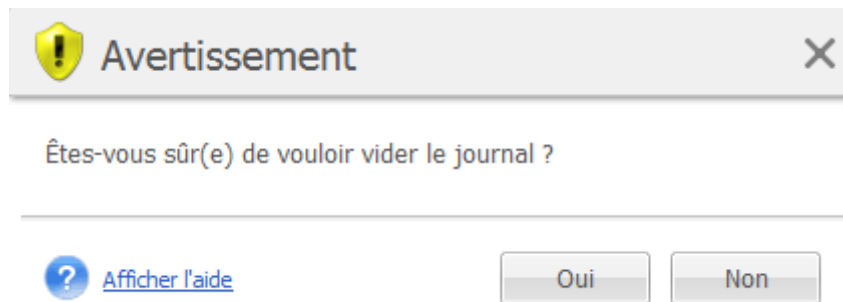 Avertissement
Êtes-vous sûr(e) de vouloir vider le journal ?
Afficher l'aide
Oui
Non